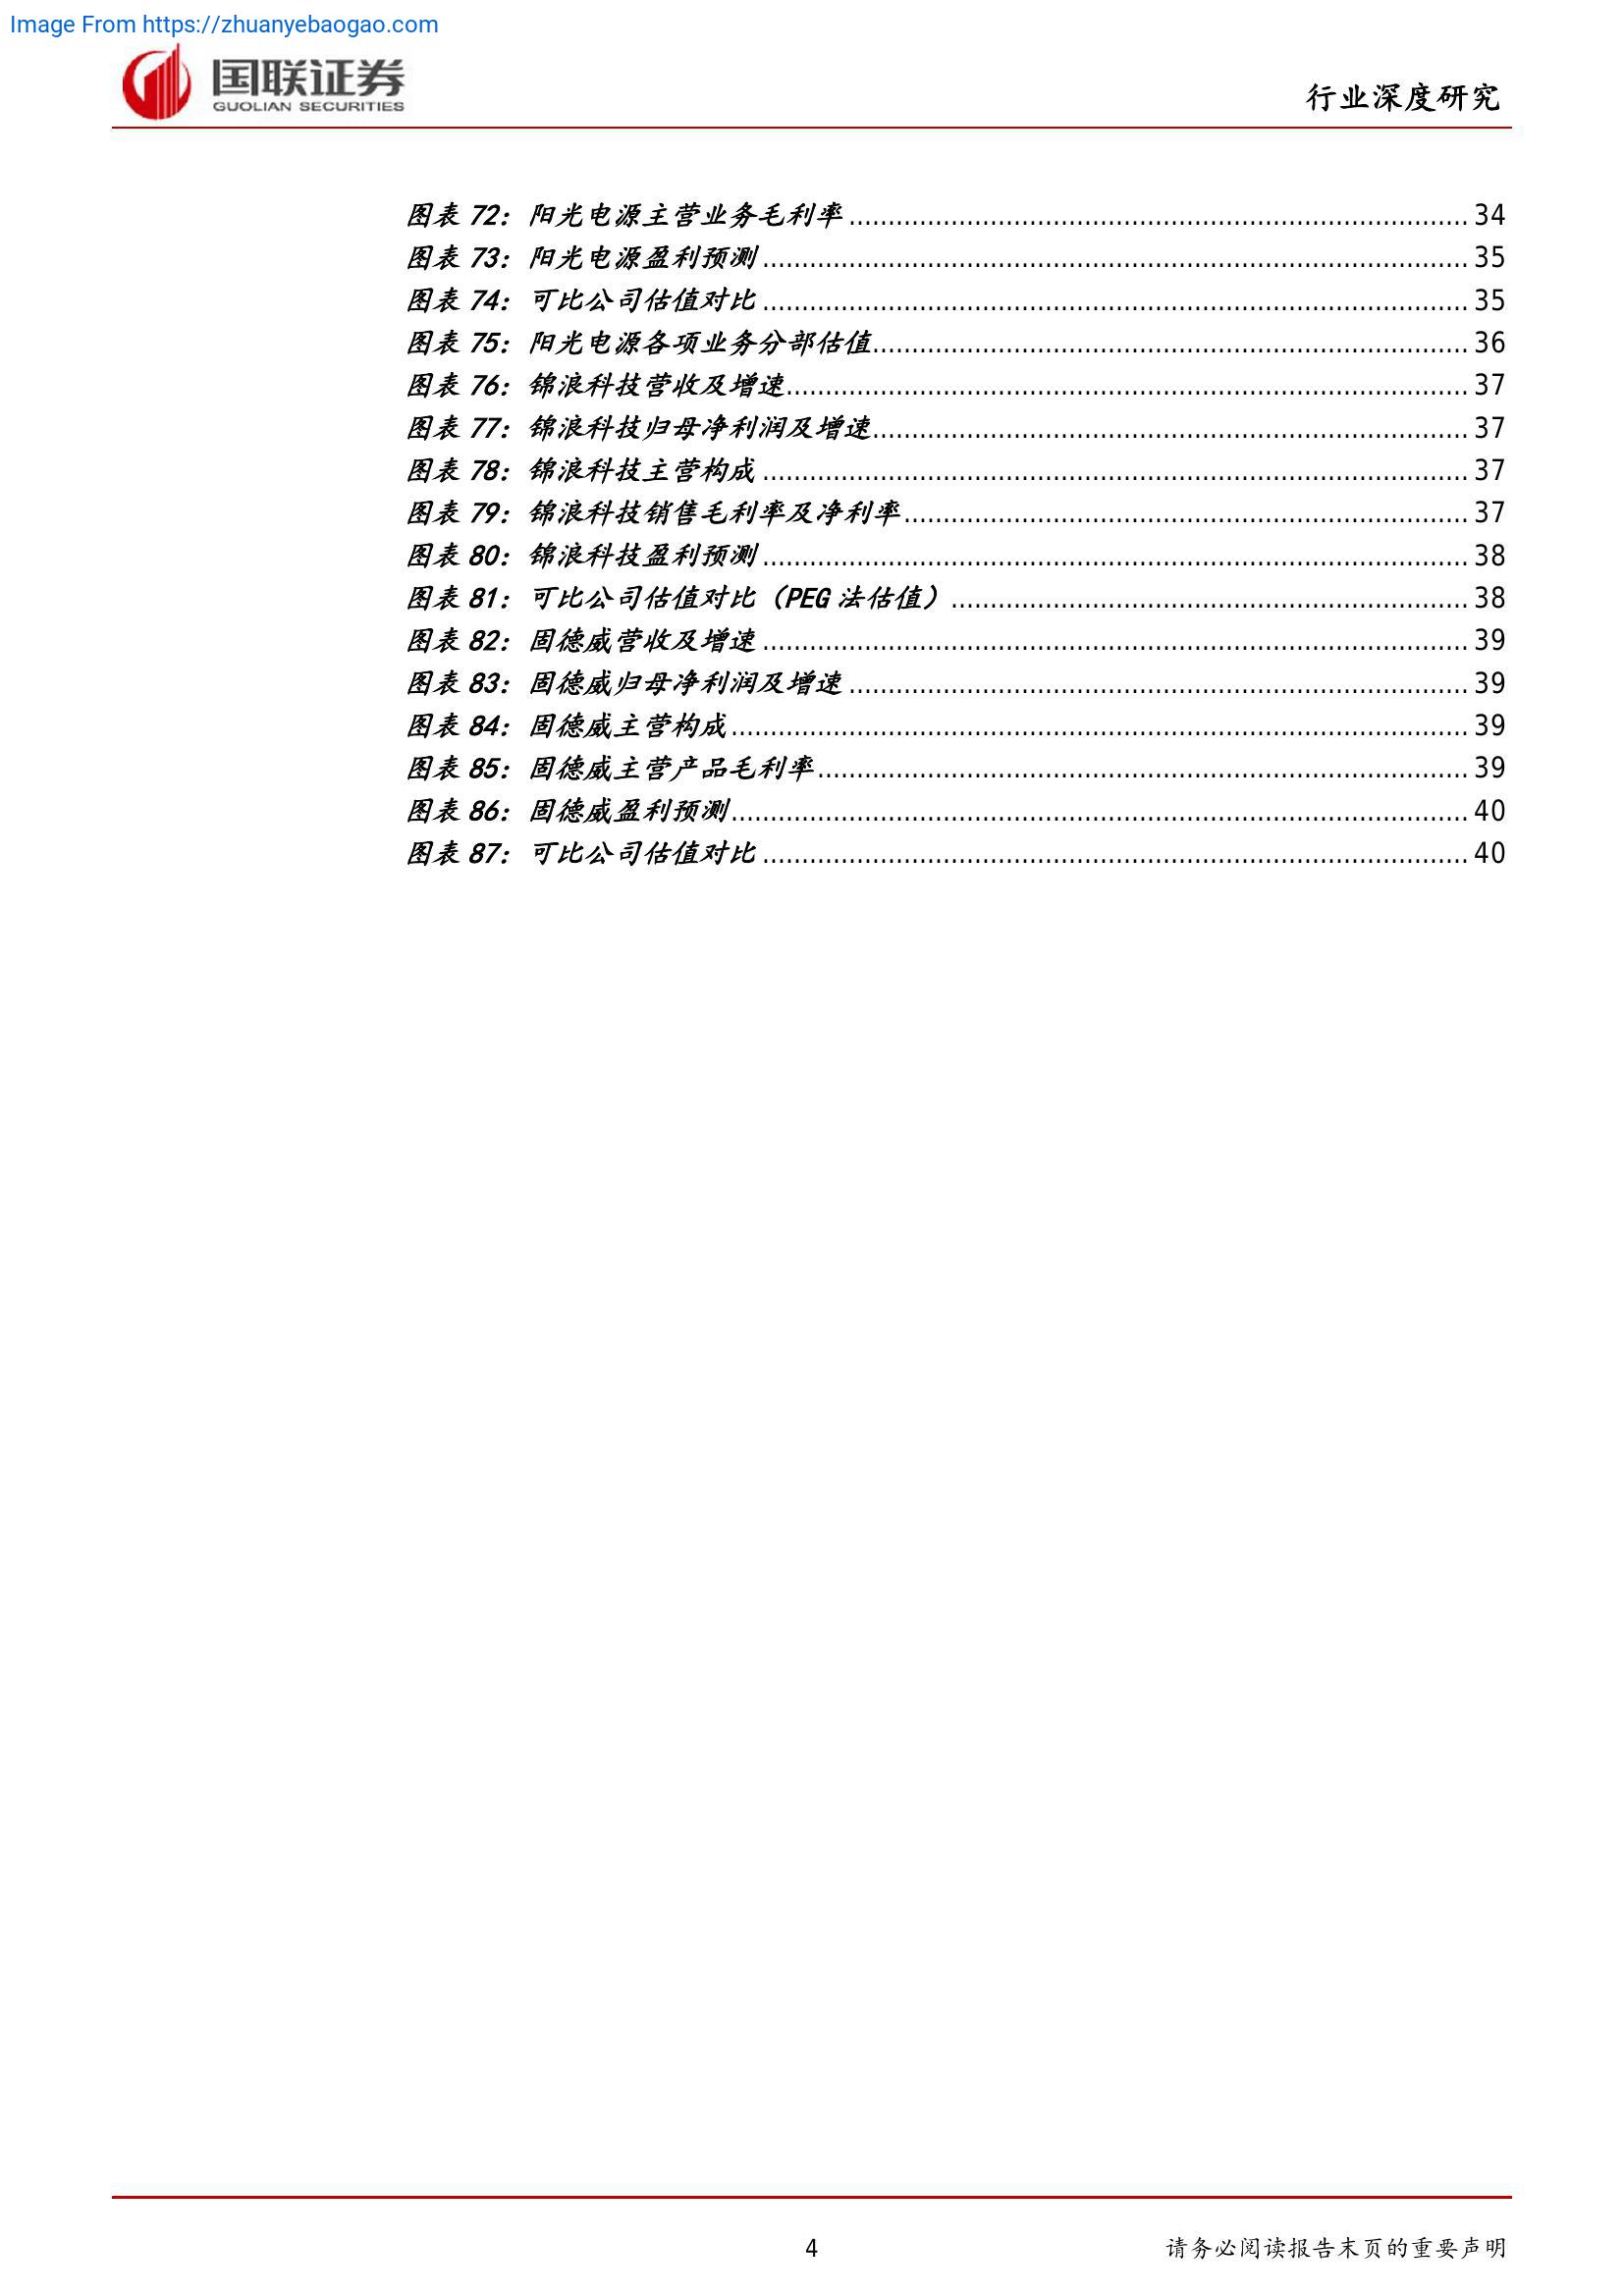 Image From https://zhuanyebaogao.com
国联证券
GUOLIAN SECURITIES
行业深度研究
图表 72：阳光电源主营业务毛利率 34
图表 73：阳光电源盈利预测 35
图表 74：可比公司估值对比 35
图表 75：阳光电源各项业务分部估值 36
图表 76：锦浪科技营收及增速 37
图表 77：锦浪科技归母净利润及增速 37
图表 78：锦浪科技主营构成 37
图表 79：锦浪科技销售毛利率及净利率 37
图表 80：锦浪科技盈利预测 38
图表 81：可比公司估值对比（PEG 法估值） 38
图表 82：固德威营收及增速 39
图表 83：固德威归母净利润及增速 39
图表 84：固德威主营构成 39
图表 85：固德威主营产品毛利率 39
图表 86：固德威盈利预测 40
图表 87：可比公司估值对比 40
4
请务必阅读报告末页的重要声明